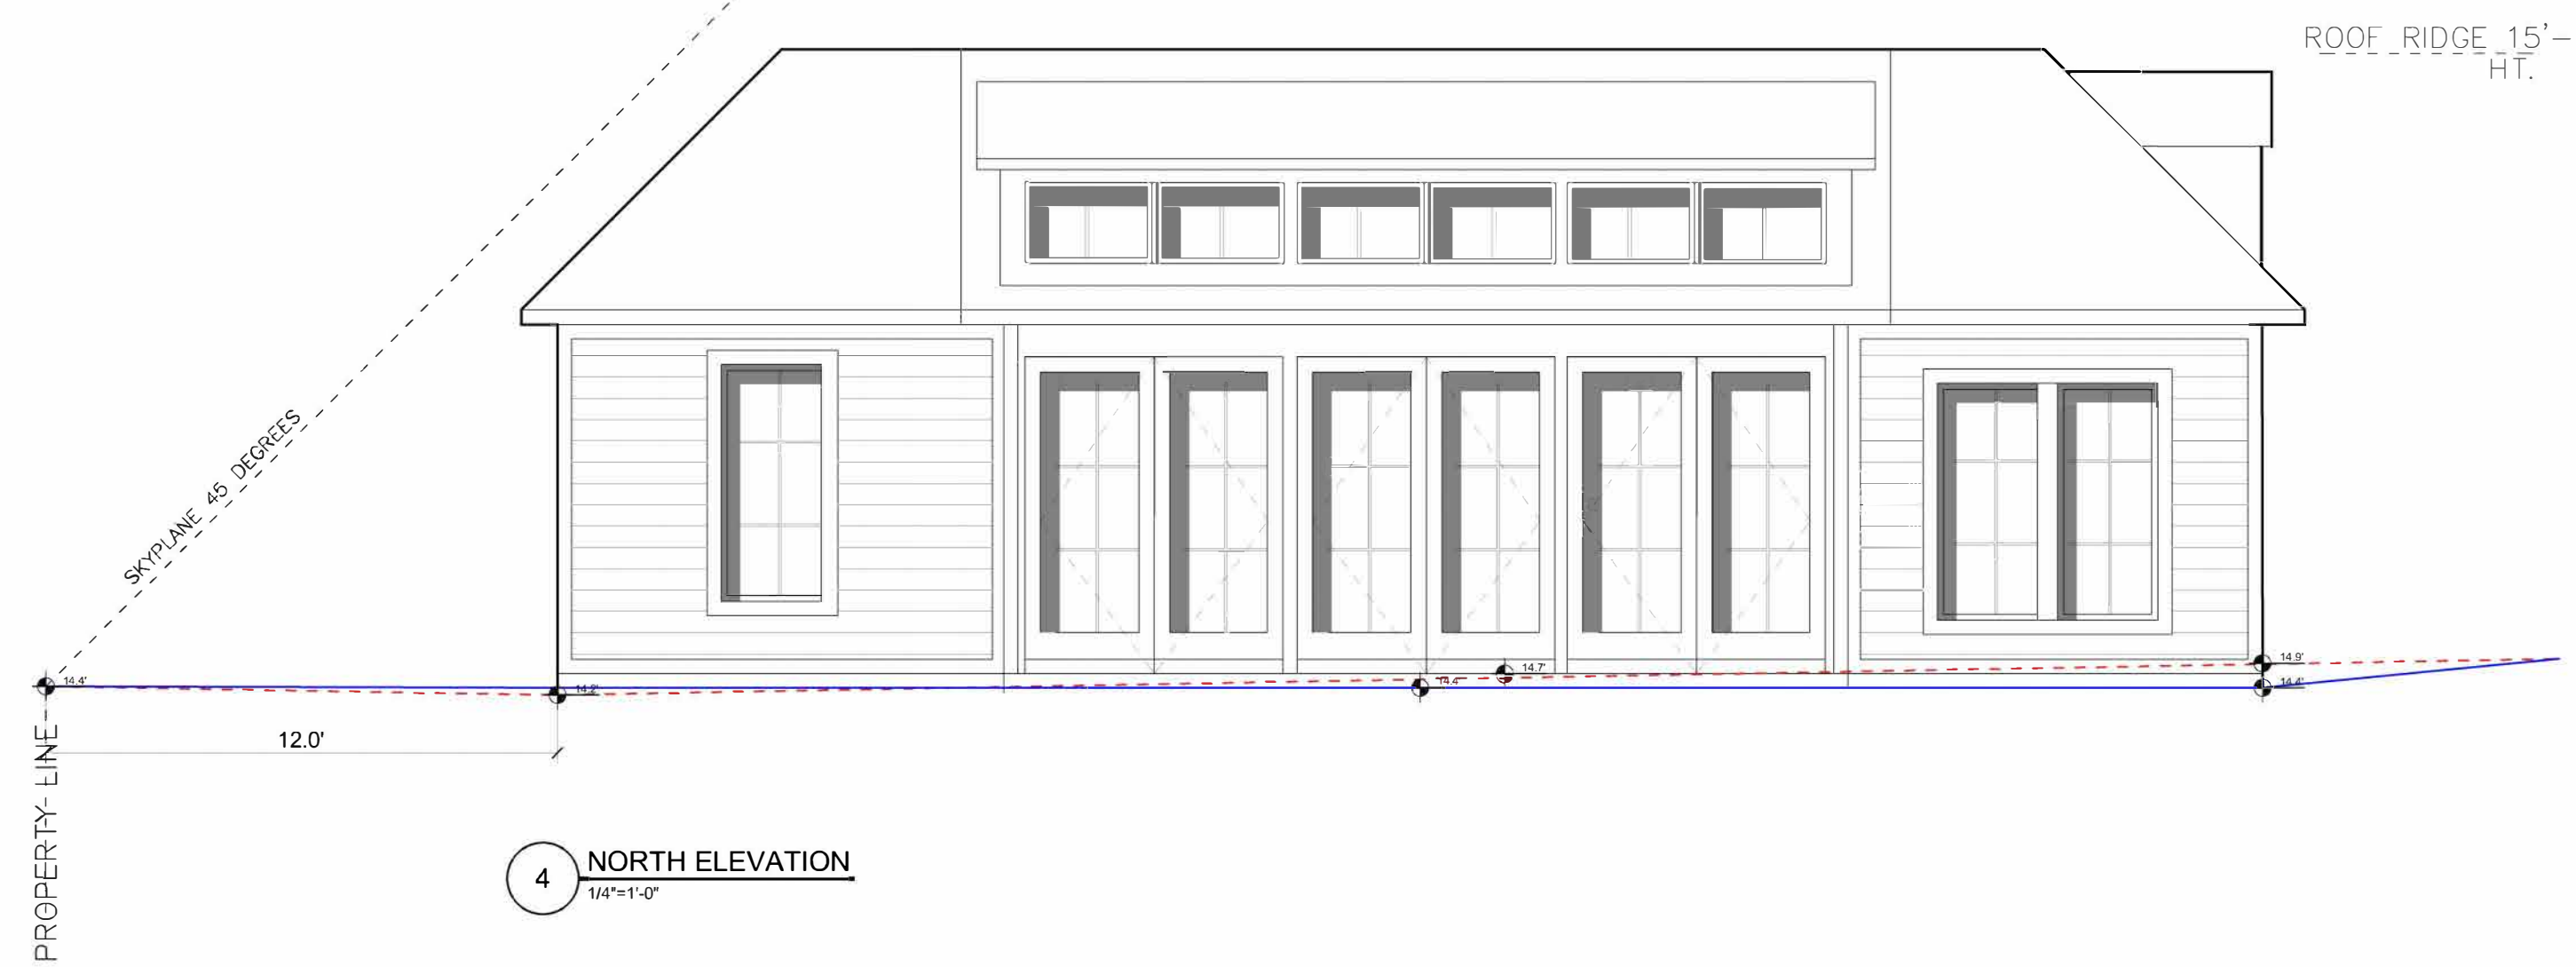 ROOF RIDGE 15'-
HT.
SKYPLANE 45 DEGREES
14.4'
14.2'
14.4'
14.7'
14.9'
14.4'
12.0'
PROPERTY LINE
4
NORTH ELEVATION
1/4"=1'-0"